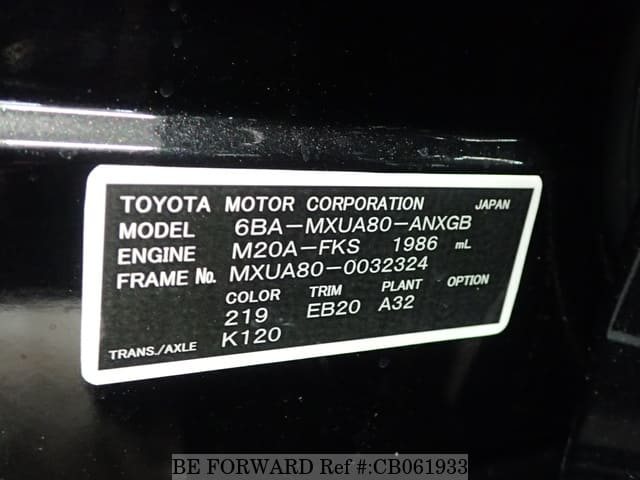 TOYOTA MOTOR CORPORATION JAPAN
MODEL 6BA-MXUA80-ANXGB
ENGINE M20A-FKS 1986 mL
FRAME No. MXUA80-0032324
COLOR TRIM PLANT OPTION
219 EB20 A32
TRANS./AXLE K120
BE FORWARD Ref #:CB061933